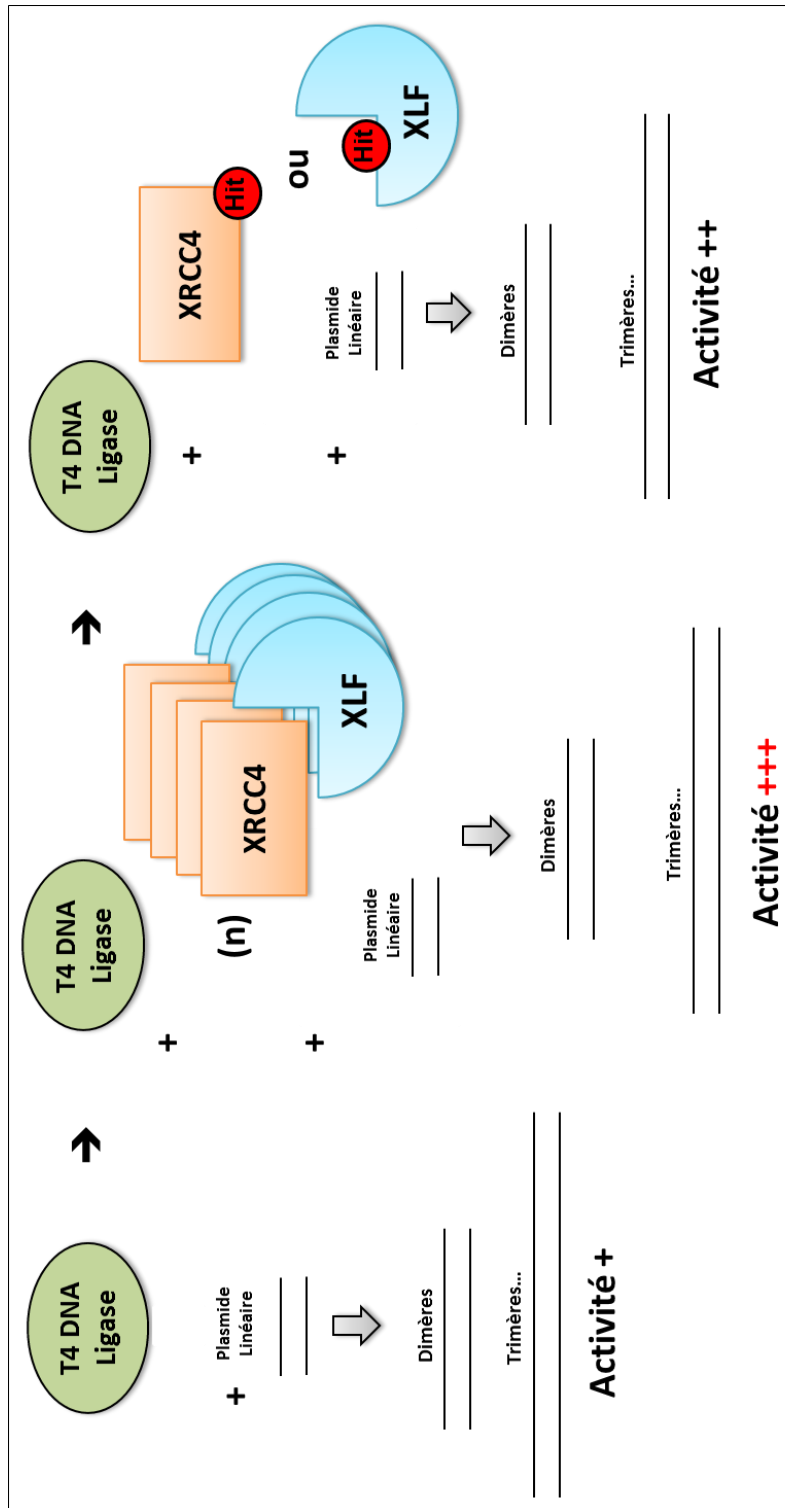 T4 DNA
Ligase
+
Plasmide
Linéaire
Dimères
Trimères...
Activité +
➔
T4 DNA
Ligase
+
(n)
XRCC4
XLF
+
Plasmide
Linéaire
Dimères
Trimères...
Activité +++
➔
T4 DNA
Ligase
+
XRCC4
Hit
ou
Hit
XLF
+
Plasmide
Linéaire
Dimères
Trimères...
Activité ++